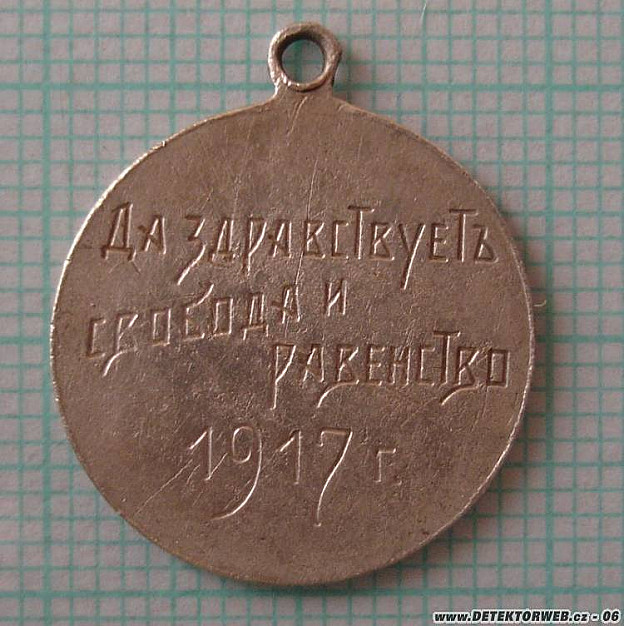 Да здравствуетъ
свобода и
равенство
1917 г.
www.DETEKTORWEB.cz - 06